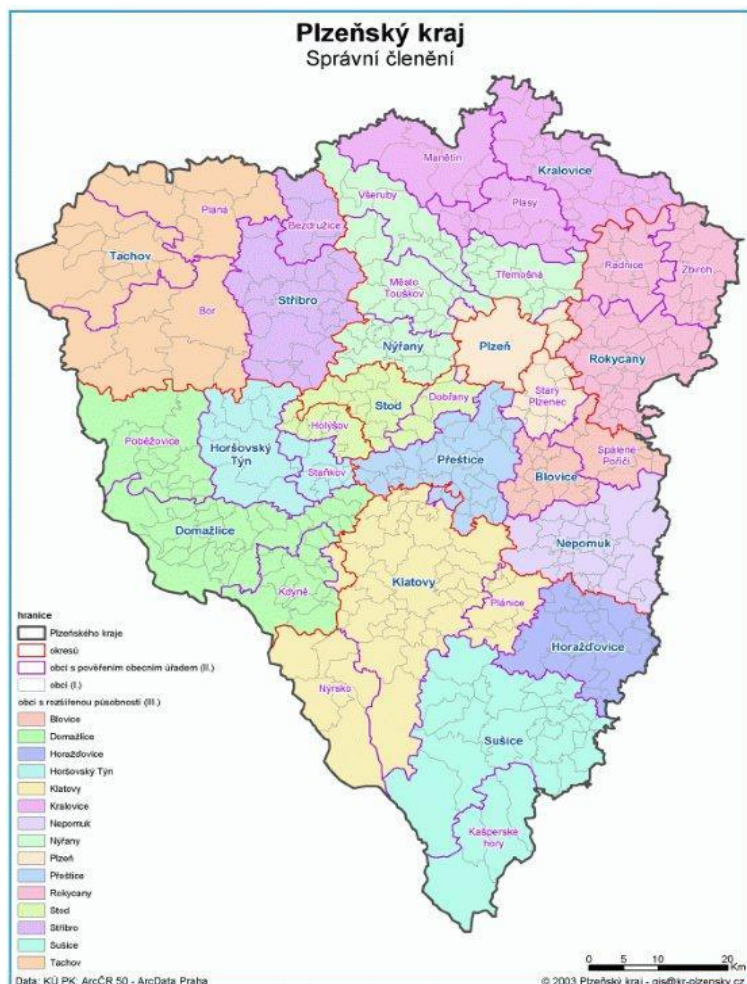 Plzeňský kraj
Správní členění
Manětín
Kralovice
Všeruby
Plasy
Planá
Bezdružice
Tachov
Radnice
Zbiroh
Město
Touškov
Třemošná
Stříbro
Bor
Nýřany
Plzeň
Rokycany
Stod
Dobřany
Starý
Plzenec
Holýšov
Poběžovice
Horšovský
Týn
Staňkov
Přeštice
Spálené
Poříčí
Blovice
Domažlice
Nepomuk
Klatovy
Kdyně
Plánice
Horažďovice
Nýrsko
Sušice
Kašperské
hory
hranice
Plzeňského kraje
okresů
obcí s pověřením obecním úřadem (II.)
obcí (I.)
obcí s rozšířenou působností (III.)
Blovice
Domažlice
Horažďovice
Horšovský Týn
Klatovy
Kralovice
Nepomuk
Nýřany
Plzeň
Přeštice
Rokycany
Stod
Stříbro
Sušice
Tachov
0 5 10 20
Km
Data: KÚ PK, ArcČR 50 - ArcData Praha
© 2003 Plzeňský kraj - gis@kr-plzensky.cz